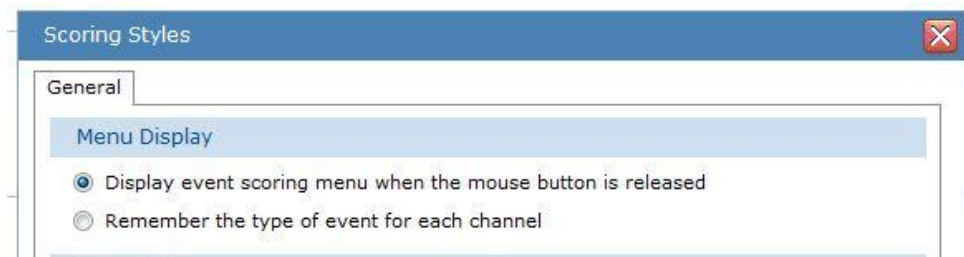 Scoring Styles
General
Menu Display
Display event scoring menu when the mouse button is released
Remember the type of event for each channel